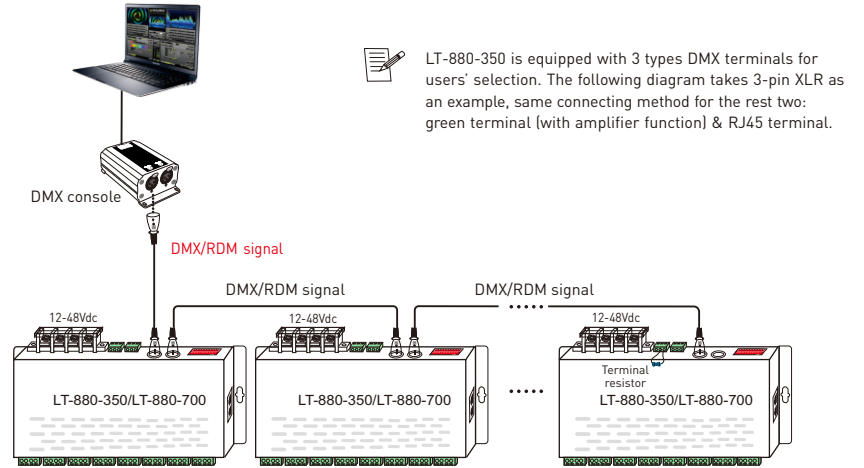 LT-880-350 is equipped with 3 types DMX terminals for
users' selection. The following diagram takes 3-pin XLR as
an example, same connecting method for the rest two:
green terminal (with amplifier function) & RJ45 terminal.
DMX console
DMX/RDM signal
DMX/RDM signal
DMX/RDM signal
12-48Vdc
12-48Vdc
12-48Vdc
Terminal
resistor
LT-880-350/LT-880-700
LT-880-350/LT-880-700
LT-880-350/LT-880-700